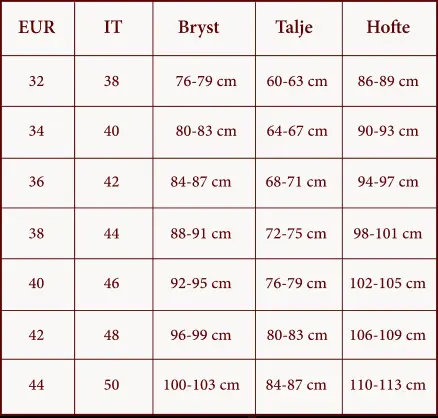 EUR IT Bryst Talje Hofte
32 38 76-79 cm 60-63 cm 86-89 cm
34 40 80-83 cm 64-67 cm 90-93 cm
36 42 84-87 cm 68-71 cm 94-97 cm
38 44 88-91 cm 72-75 cm 98-101 cm
40 46 92-95 cm 76-79 cm 102-105 cm
42 48 96-99 cm 80-83 cm 106-109 cm
44 50 100-103 cm 84-87 cm 110-113 cm